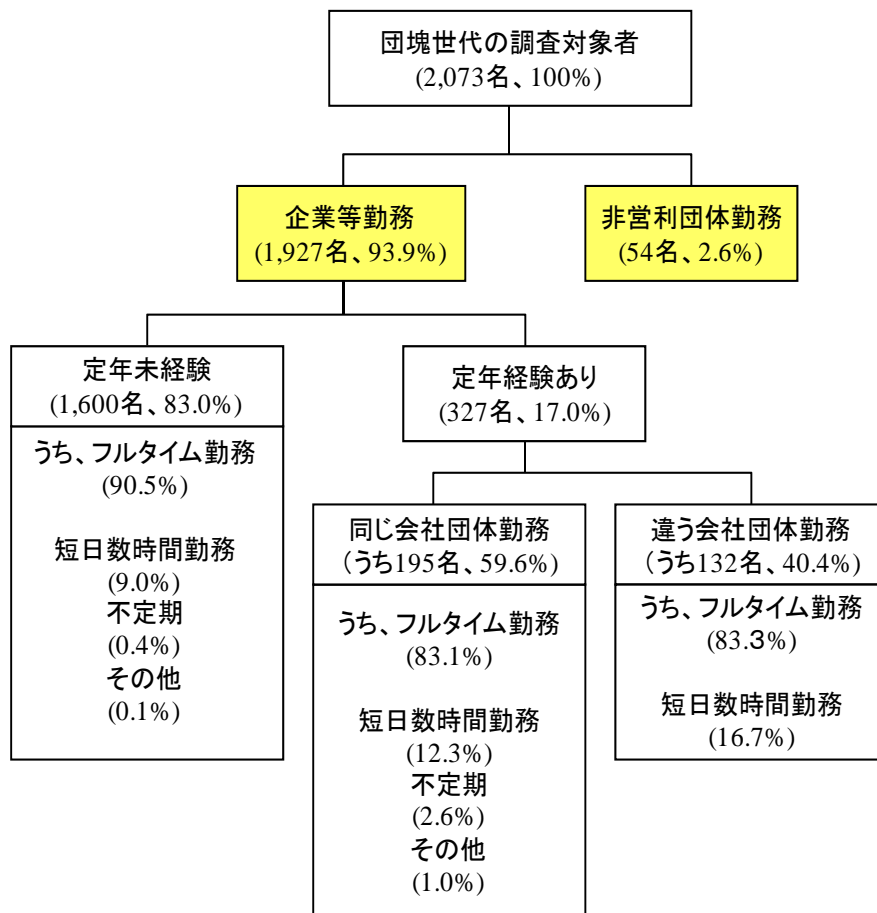 団塊世代の調査対象者
(2,073名、100%)
企業等勤務
(1,927名、93.9%)
非営利団体勤務
(54名、2.6%)
定年未経験
(1,600名、83.0%)
うち、フルタイム勤務
(90.5%)
短日数時間勤務
(9.0%)
不定期
(0.4%)
その他
(0.1%)
定年経験あり
(327名、17.0%)
同じ会社団体勤務
(うち195名、59.6%)
うち、フルタイム勤務
(83.1%)
短日数時間勤務
(12.3%)
不定期
(2.6%)
その他
(1.0%)
違う会社団体勤務
(うち132名、40.4%)
うち、フルタイム勤務
(83.3%)
短日数時間勤務
(16.7%)